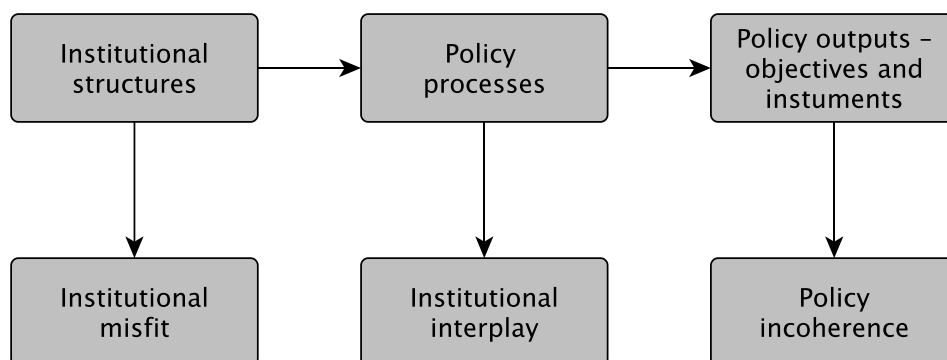 Institutional
structures
Policy
processes
Policy outputs –
objectives and
instuments
Institutional
misfit
Institutional
interplay
Policy
incoherence